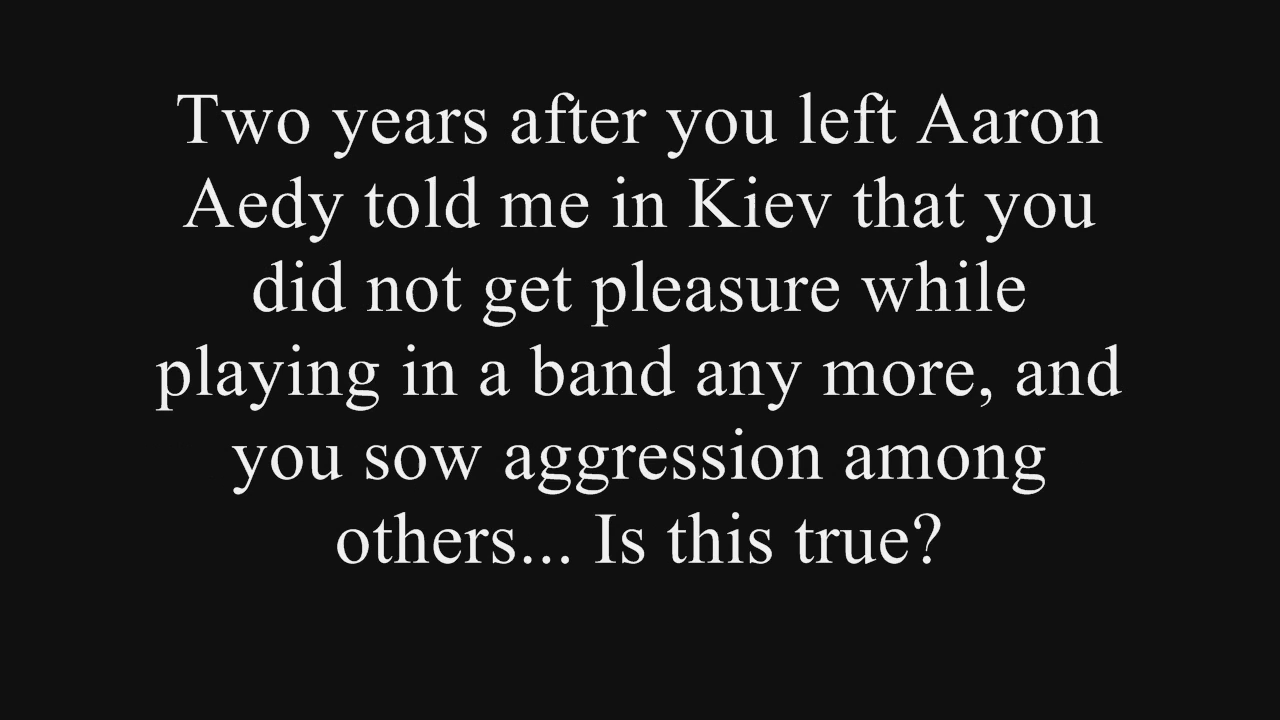 Two years after you left Aaron
Aedy told me in Kiev that you
did not get pleasure while
playing in a band any more, and
you sow aggression among
others... Is this true?